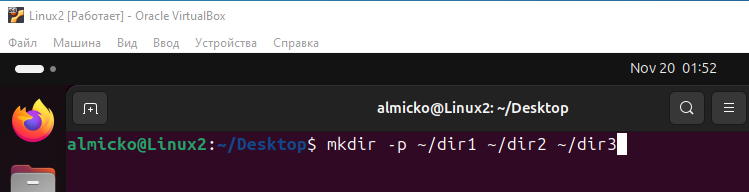 Linux2 [Работает] - Oracle VirtualBox
Файл Машина Вид Ввод Устройства Справка
Nov 20 01:52
almicko@Linux2: ~/Desktop
almicko@Linux2:~/Desktop$ mkdir -p ~/dir1 ~/dir2 ~/dir3